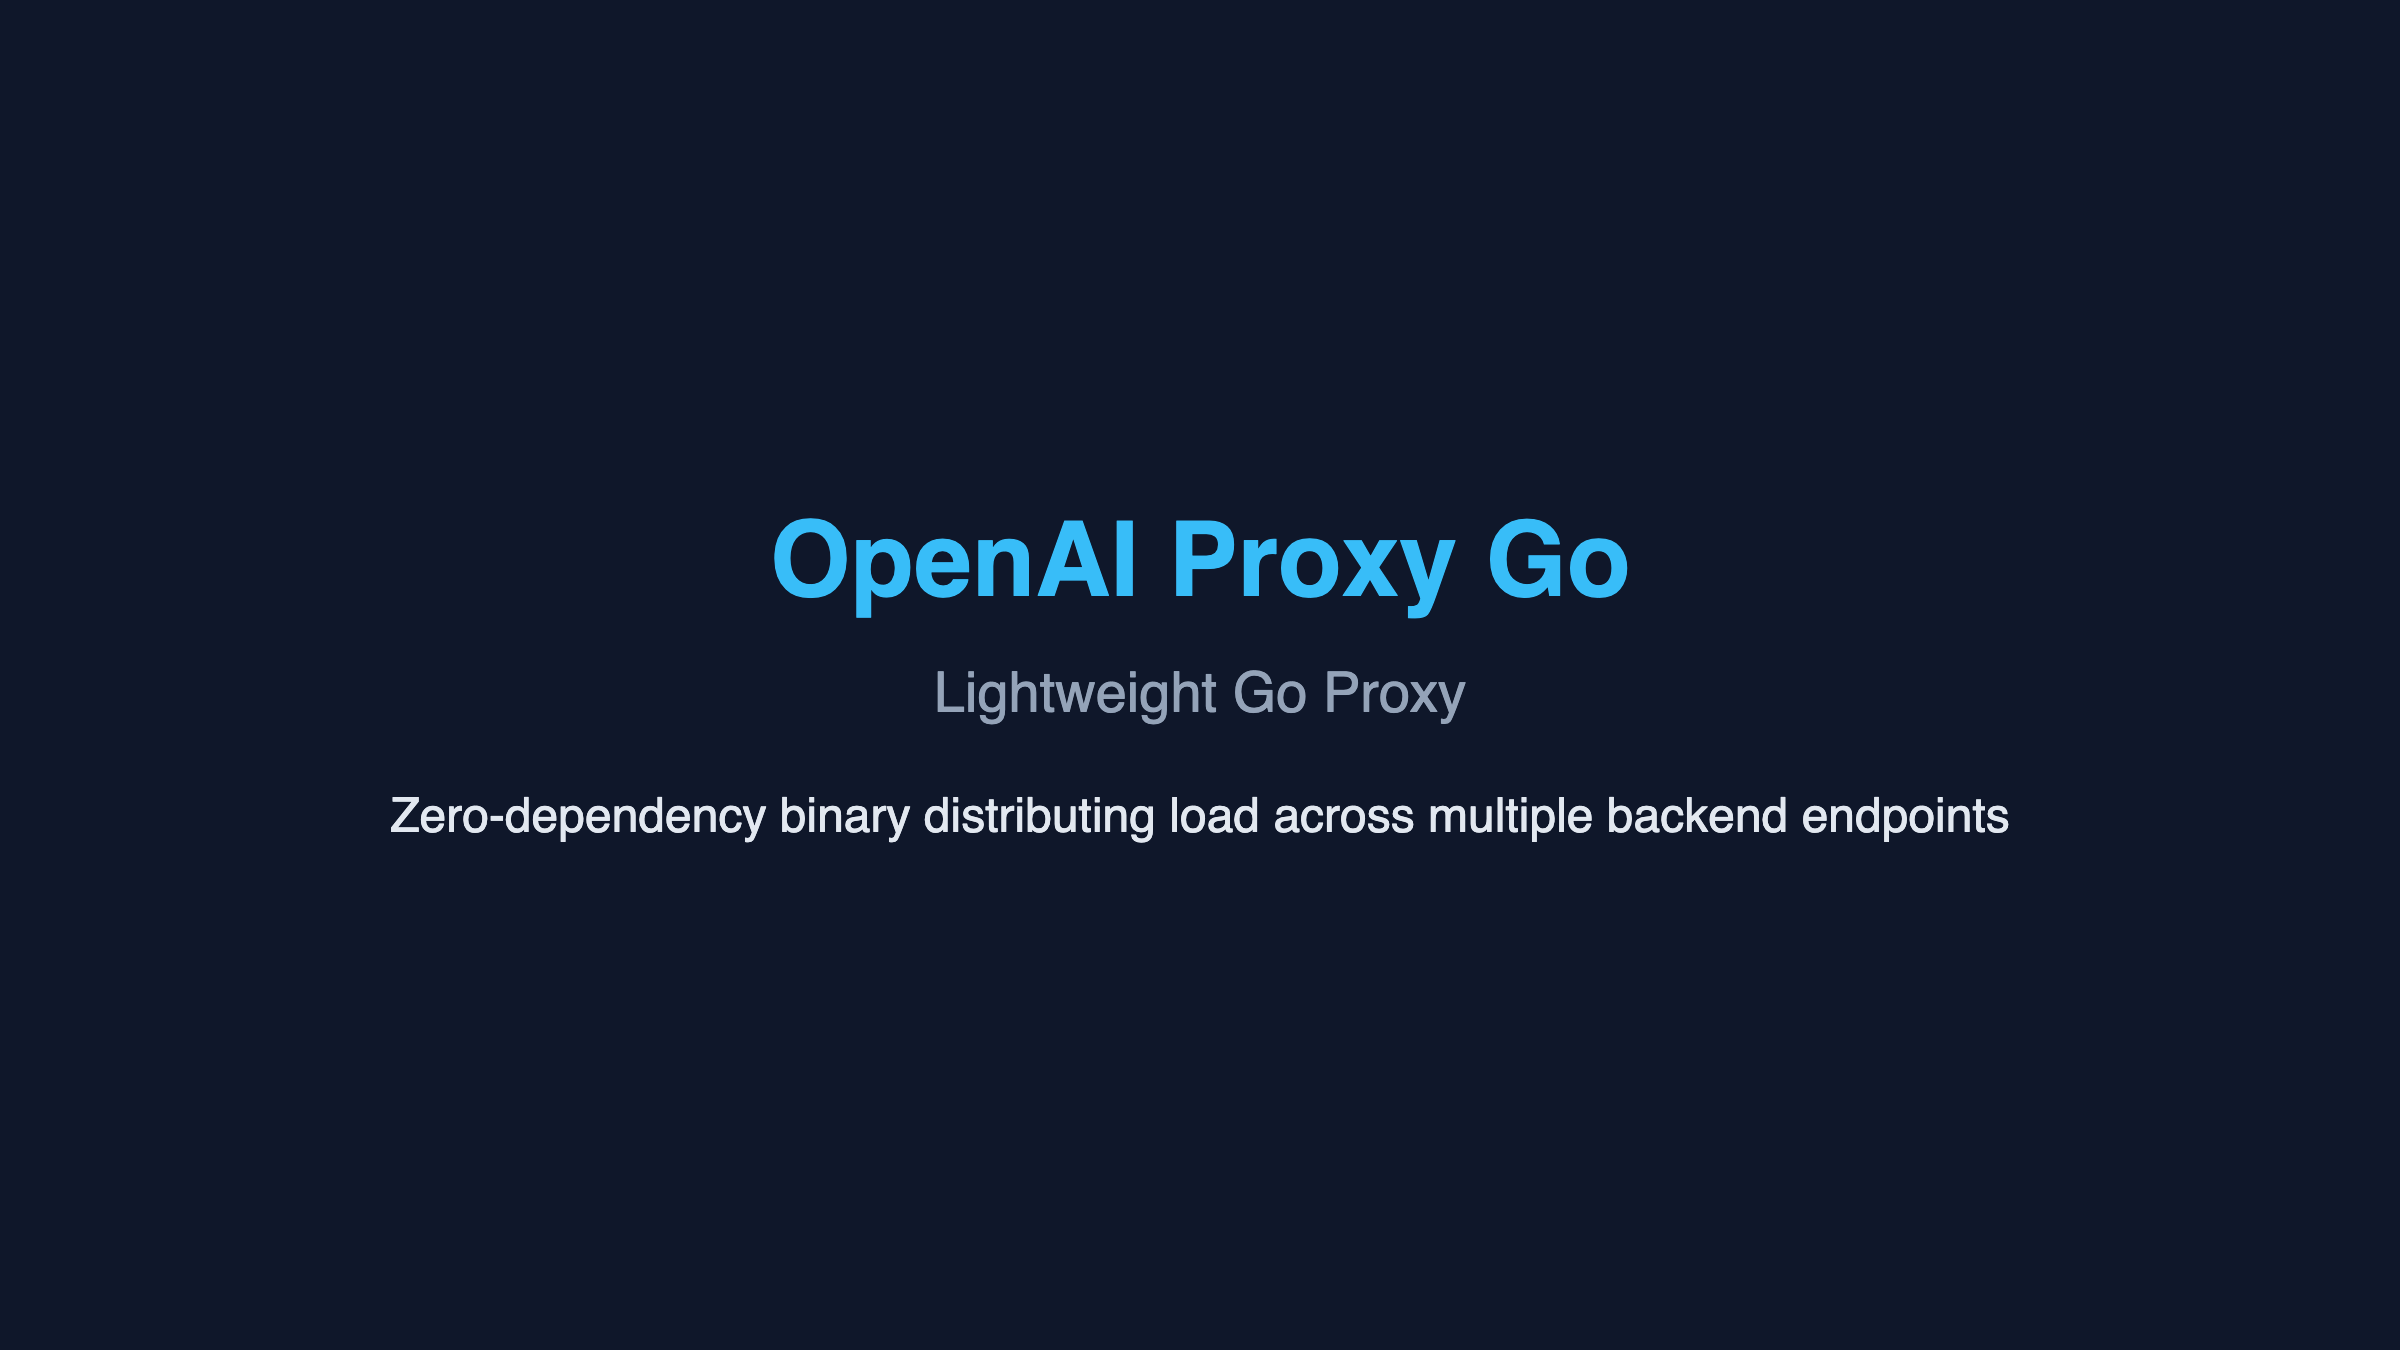 OpenAI Proxy Go
Lightweight Go Proxy
Zero-dependency binary distributing load across multiple backend endpoints